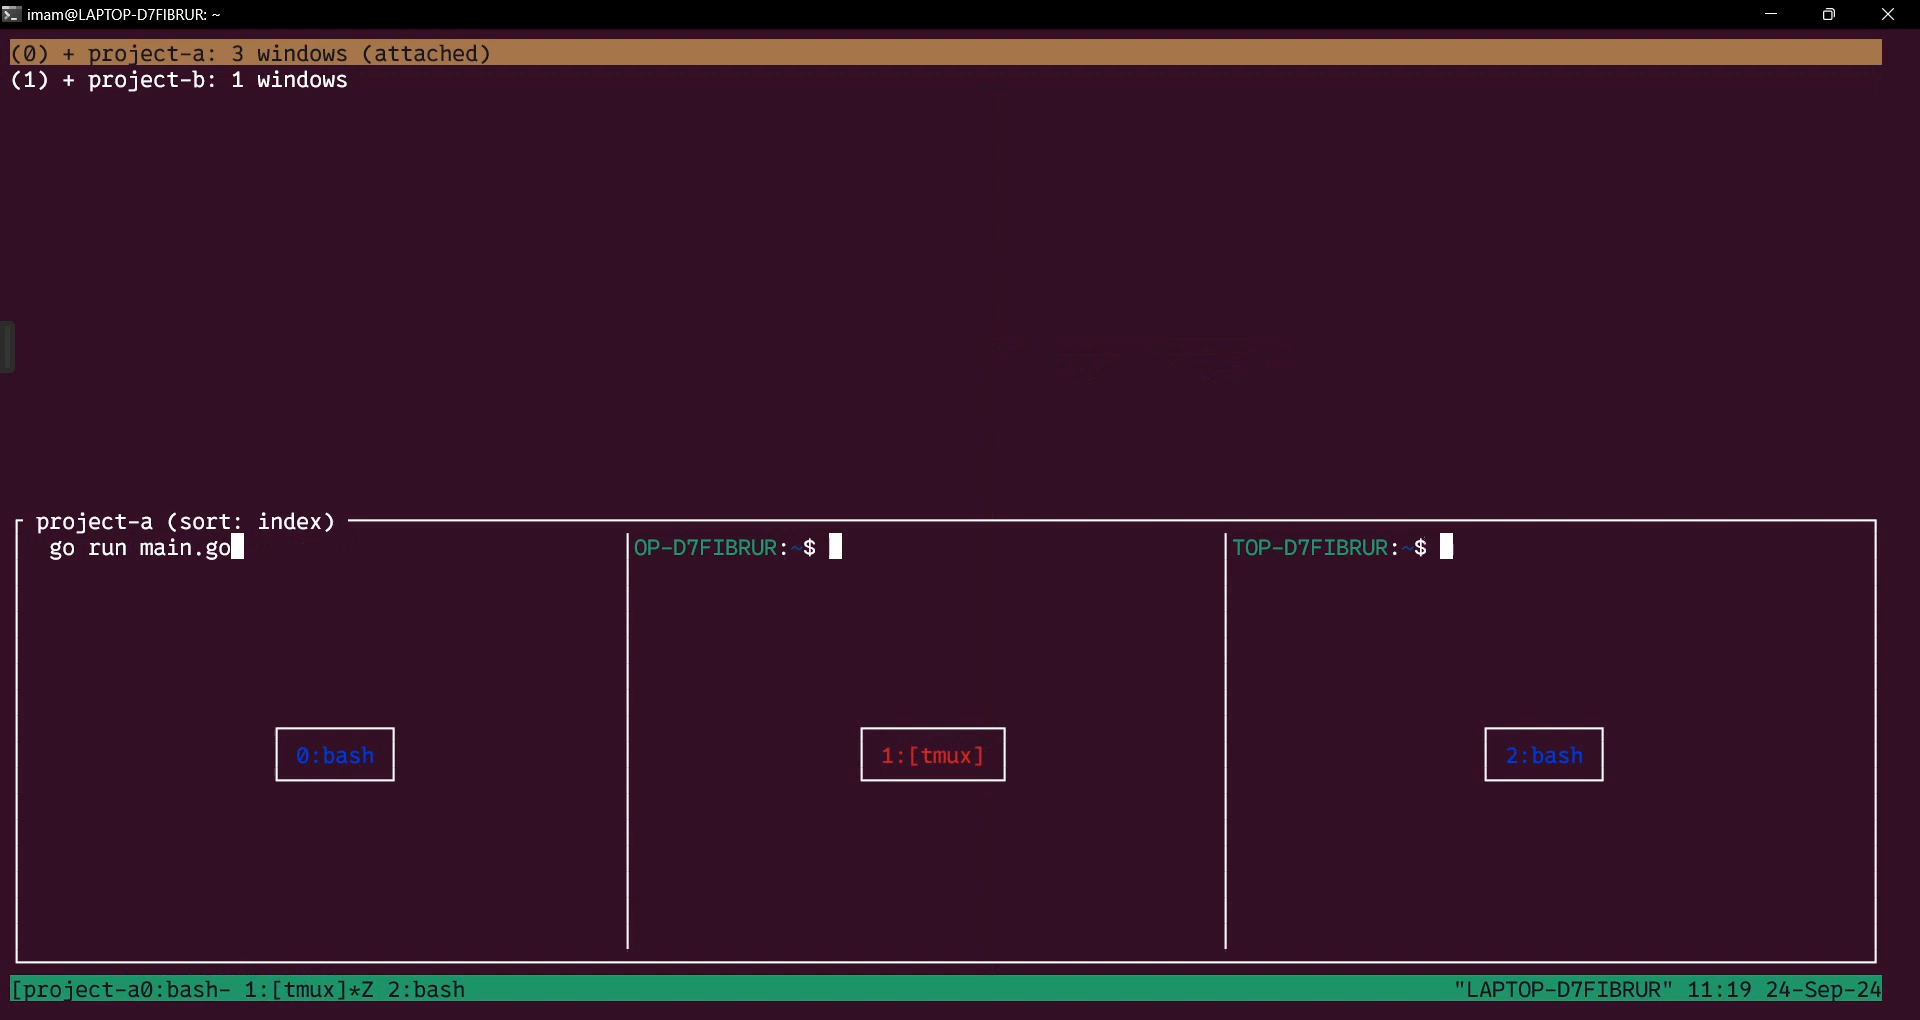 imam@LAPTOP-D7FIBRUR: ~
(0) + project-a: 3 windows (attached)
(1) + project-b: 1 windows
project-a (sort: index)
go run main.go
OP-D7FIBRUR:~$
TOP-D7FIBRUR:~$
0:bash
1:[tmux]
2:bash
[project-a0:bash- 1:[tmux]*Z 2:bash
"LAPTOP-D7FIBRUR" 11:19 24-Sep-24